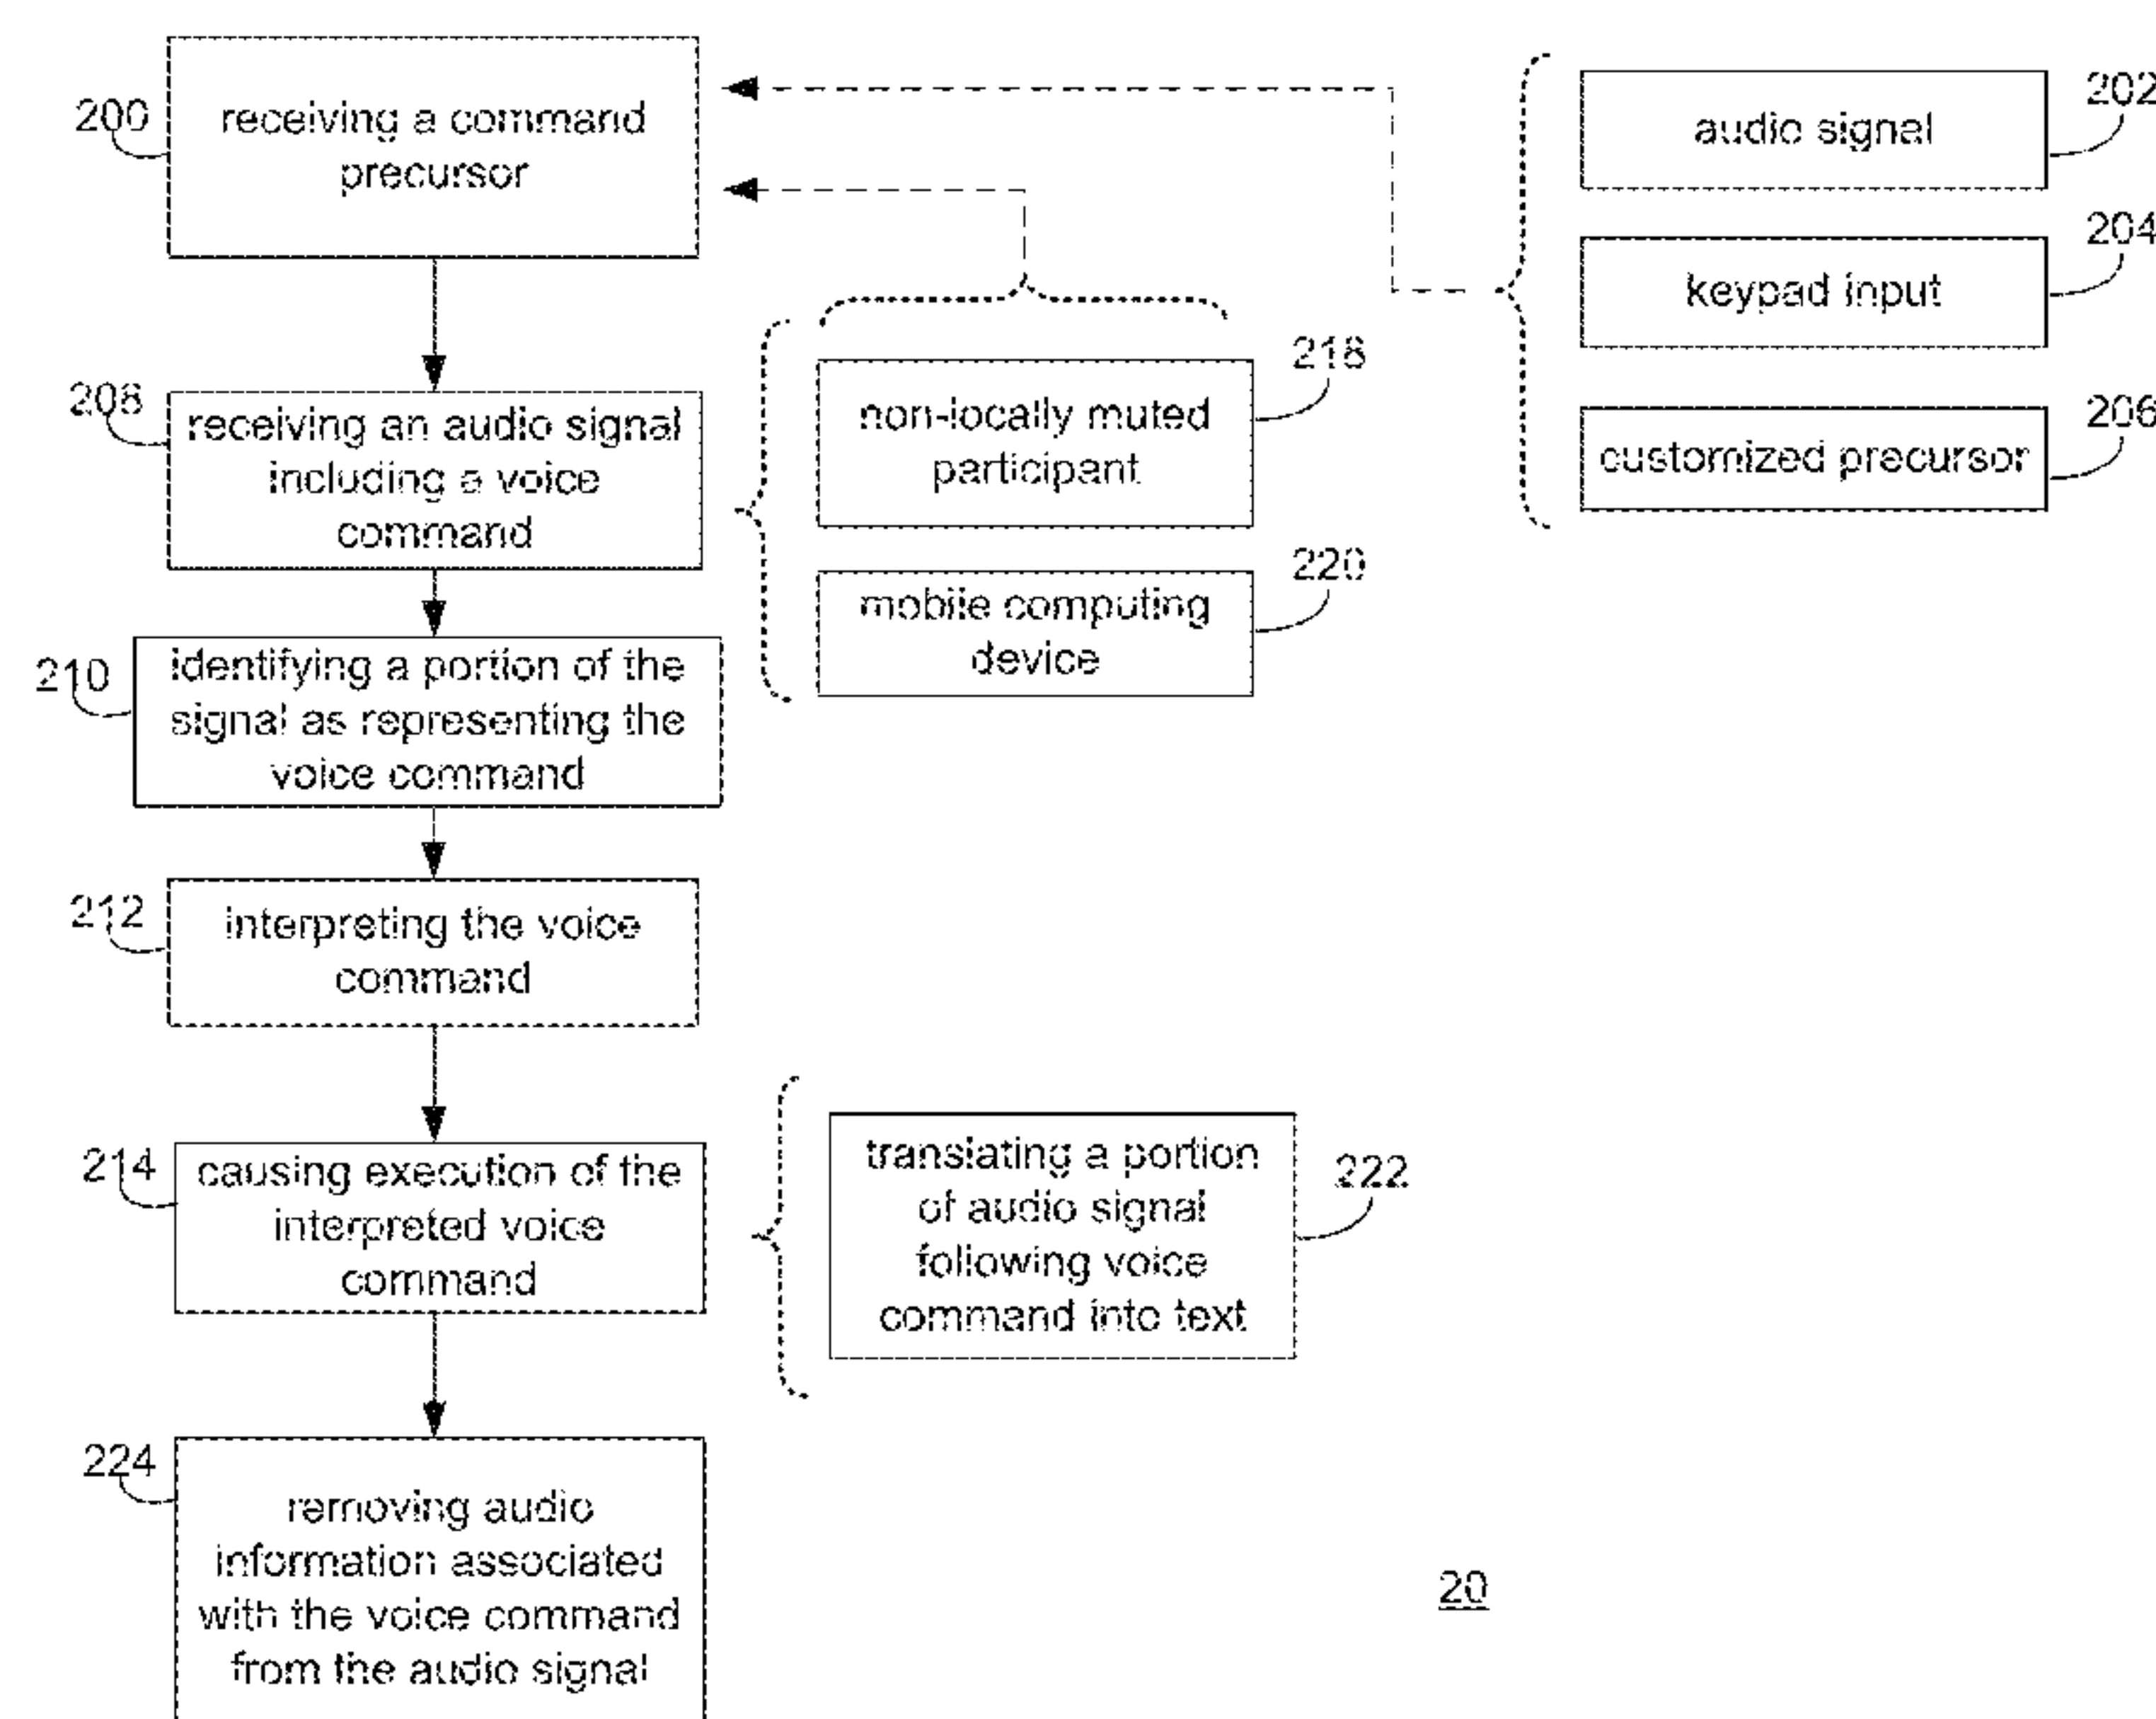 200
receiving a command
precursor
audio signal
202
keypad input
204
customized precursor
206
208
receiving an audio signal
including a voice
command
non-locally muted
participant
218
mobile computing
device
220
210
identifying a portion of the
signal as representing the
voice command
212
interpreting the voice
command
214
causing execution of the
interpreted voice
command
translating a portion
of audio signal
following voice
command into text
222
224
removing audio
information associated
with the voice command
from the audio signal
20